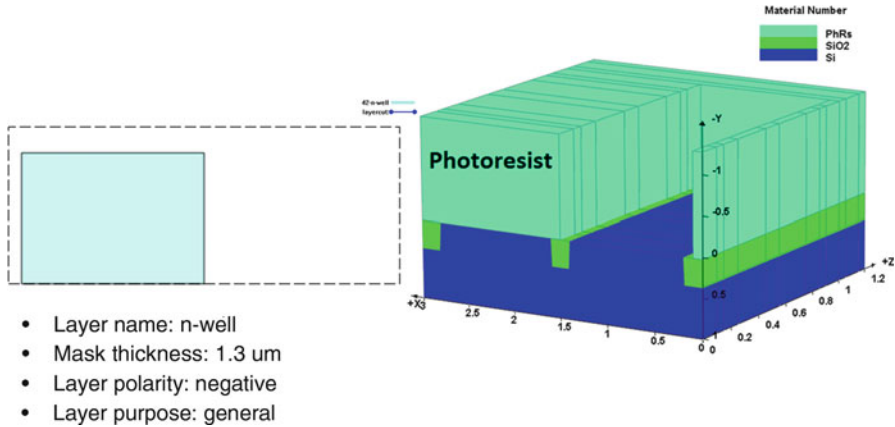 Material Number
PhRs
SiO2
Si
42-n-well
layercut
Photoresist
-Y
-1
-0.5
0
0.5
1
+X
3
2.5
2
1.5
1
0.5
0
0
0.2
0.4
0.6
0.8
1
1.2
+Z
• Layer name: n-well
• Mask thickness: 1.3 um
• Layer polarity: negative
• Layer purpose: general